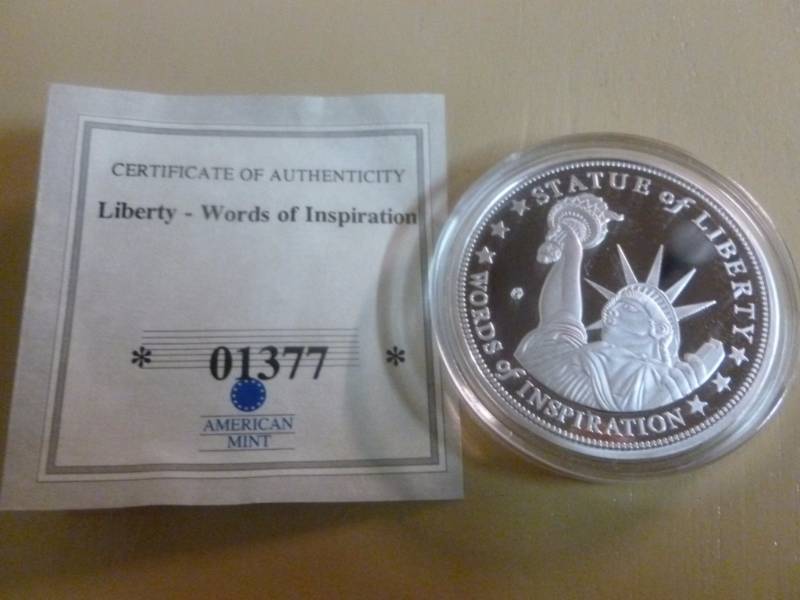 CERTIFICATE OF AUTHENTICITY
Liberty - Words of Inspiration
* 01377 *
AMERICAN
MINT
STATUE of LIBERTY
WORDS of INSPIRATION